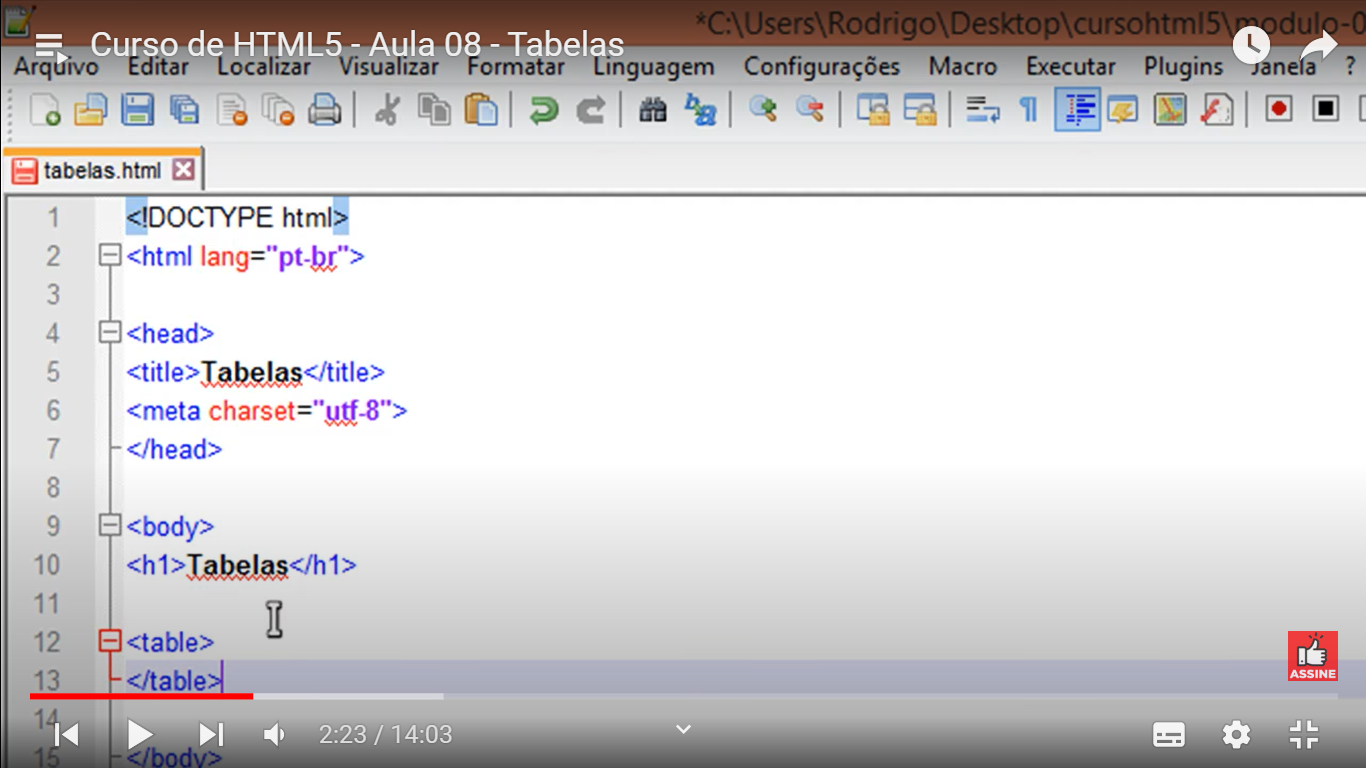 *C:\Users\Rodrigo\Desktop\cursohtml5\modulo-0
Curso de HTML5 - Aula 08 - Tabelas
Arquivo Editar Localizar Visualizar Formatar Linguagem Configurações Macro Executar Plugins Janela ?
tabelas.html
1 <!DOCTYPE html>
2 <html lang="pt-br">
3
4 <head>
5 <title>Tabelas</title>
6 <meta charset="utf-8">
7 </head>
8
9 <body>
10 <h1>Tabelas</h1>
11
12 <table>
13 </table>
14
15 </body>
ASSINE
2:23 / 14:03